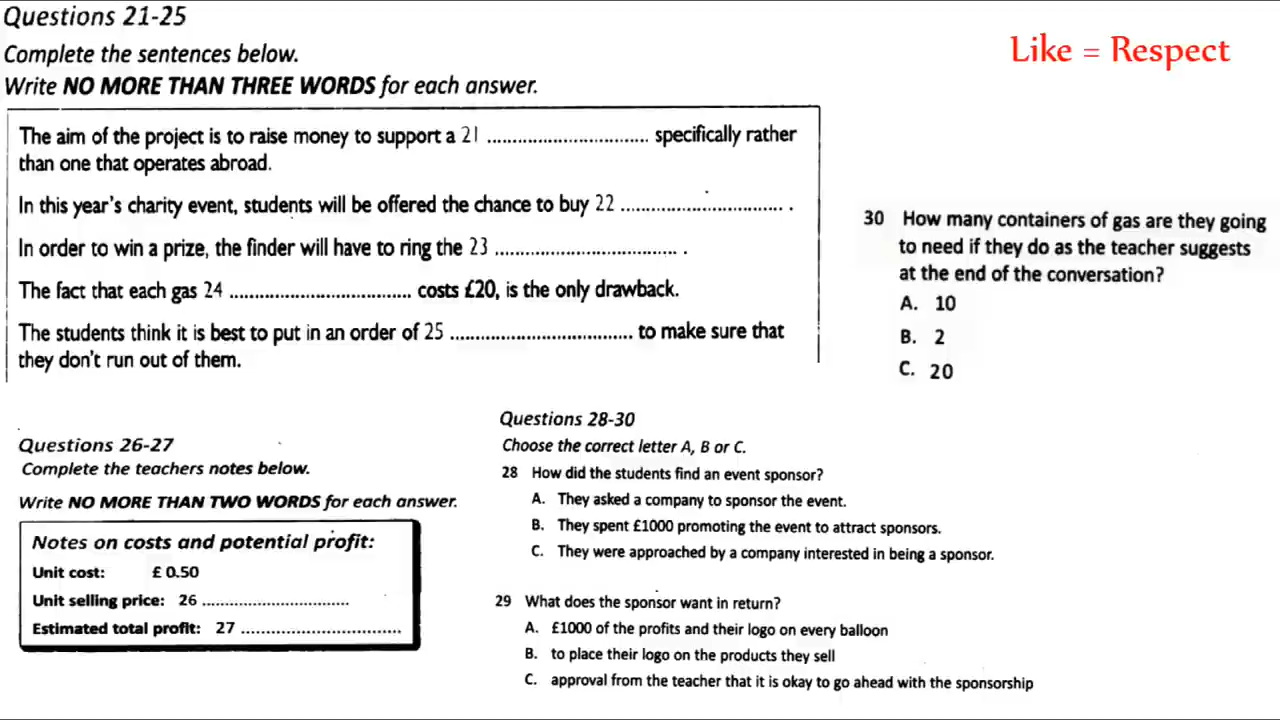 Questions 21-25
Complete the sentences below.
Write NO MORE THAN THREE WORDS for each answer.
The aim of the project is to raise money to support a 21 ............................. specifically rather
than one that operates abroad.
In this year's charity event, students will be offered the chance to buy 22 ............................. .
In order to win a prize, the finder will have to ring the 23 ................................ .
The fact that each gas 24 ................................ costs £20, is the only drawback.
The students think it is best to put in an order of 25 ................................ to make sure that
they don't run out of them.
Like = Respect
30 How many containers of gas are they going
to need if they do as the teacher suggests
at the end of the conversation?
A. 10
B. 2
C. 20
Questions 26-27
Complete the teachers notes below.
Write NO MORE THAN TWO WORDS for each answer.
Notes on costs and potential profit:
Unit cost: £ 0.50
Unit selling price: 26 ................................
Estimated total profit: 27 ...................................
Questions 28-30
Choose the correct letter A, B or C.
28 How did the students find an event sponsor?
A. They asked a company to sponsor the event.
B. They spent £1000 promoting the event to attract sponsors.
C. They were approached by a company interested in being a sponsor.
29 What does the sponsor want in return?
A. £1000 of the profits and their logo on every balloon
B. to place their logo on the products they sell
C. approval from the teacher that it is okay to go ahead with the sponsorship